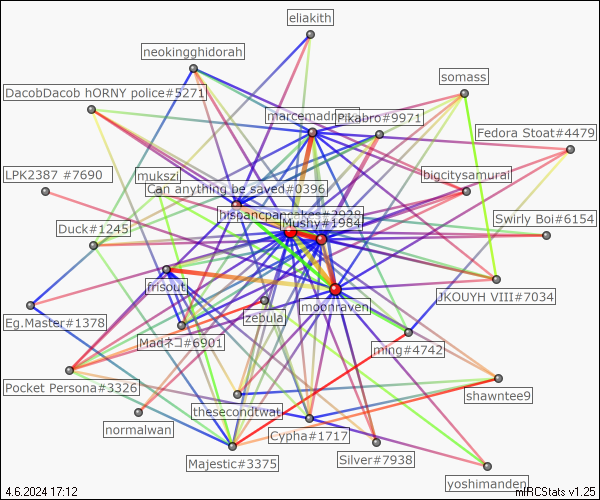 eliakith
neokingghidorah
somass
DacobDacob hORNY police#5271
marcemadr
Pikabro#9971
Fedora Stoat#4479
LPK2387 #7690
mukszi
bigcitysamurai
Can anything be saved#0396
Mushy#1984
Swirly Boi#6154
Duck#1245
frisout
moonraven
JKOUYH VIII#7034
Eg.Master#1378
zebula
Madネコ#6901
ming#4742
Pocket Persona#3326
shawntee9
normalwan
thesecondtwat
Cypha#1717
Majestic#3375
Silver#7938
yoshimanden
4.6.2024 17:12
mIRCStats v1.25